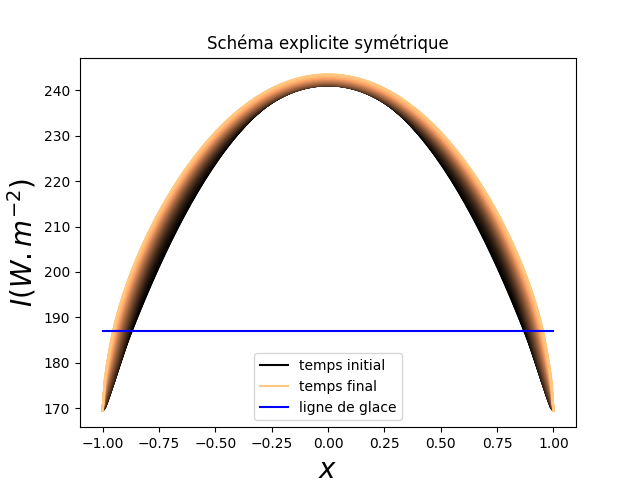 Schéma explicite symétrique
I(W.m⁻²)
240
230
220
210
200
190
180
170
temps initial
temps final
ligne de glace
−1.00 −0.75 −0.50 −0.25 0.00 0.25 0.50 0.75 1.00
x